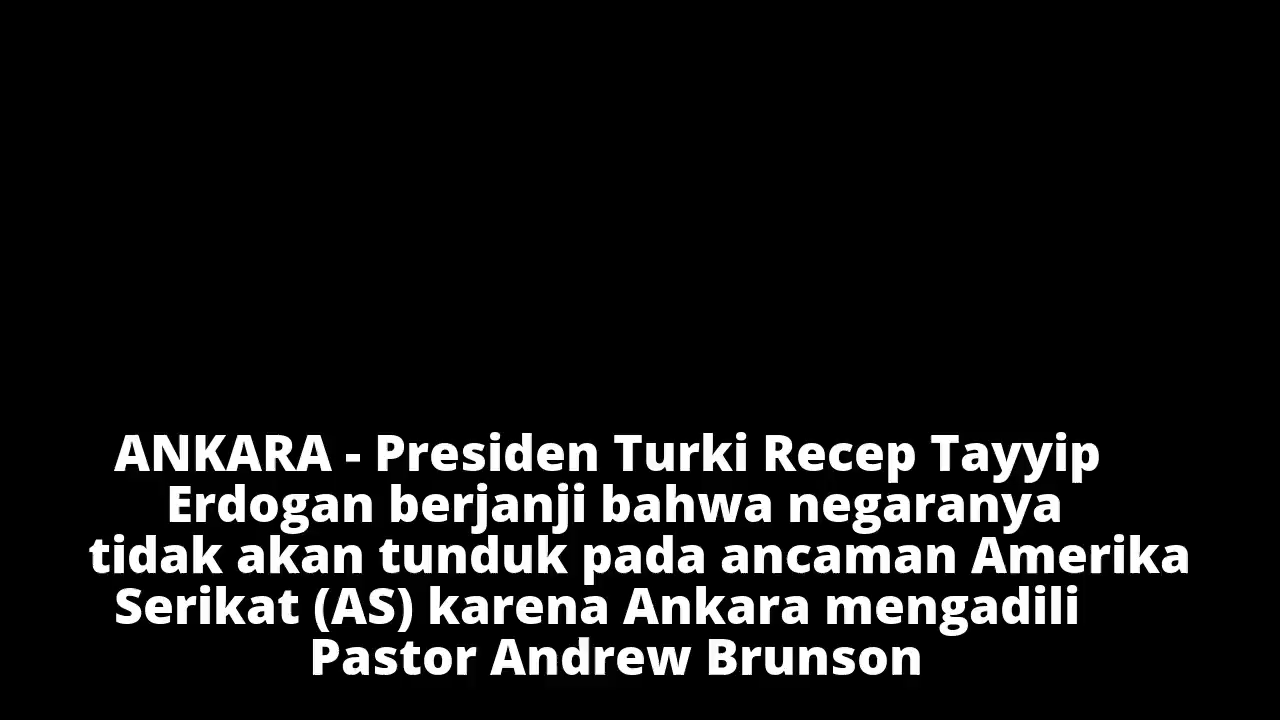 ANKARA - Presiden Turki Recep Tayyip
Erdogan berjanji bahwa negaranya
tidak akan tunduk pada ancaman Amerika
Serikat (AS) karena Ankara mengadili
Pastor Andrew Brunson